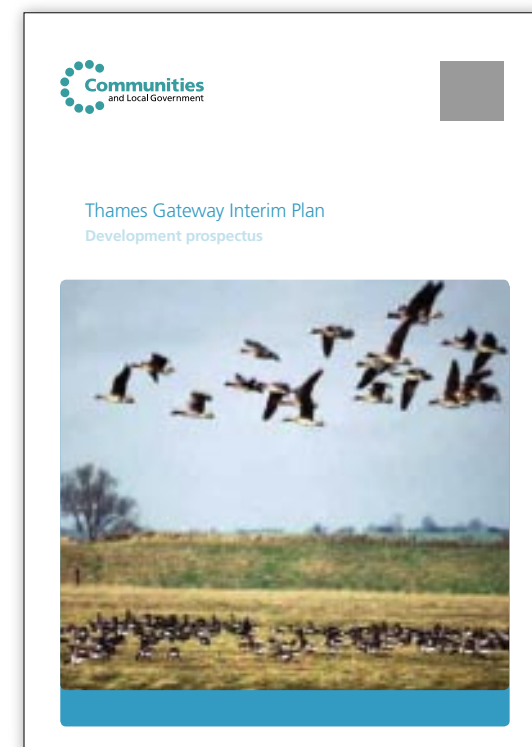 Communities
and Local Government
Thames Gateway Interim Plan
Development prospectus